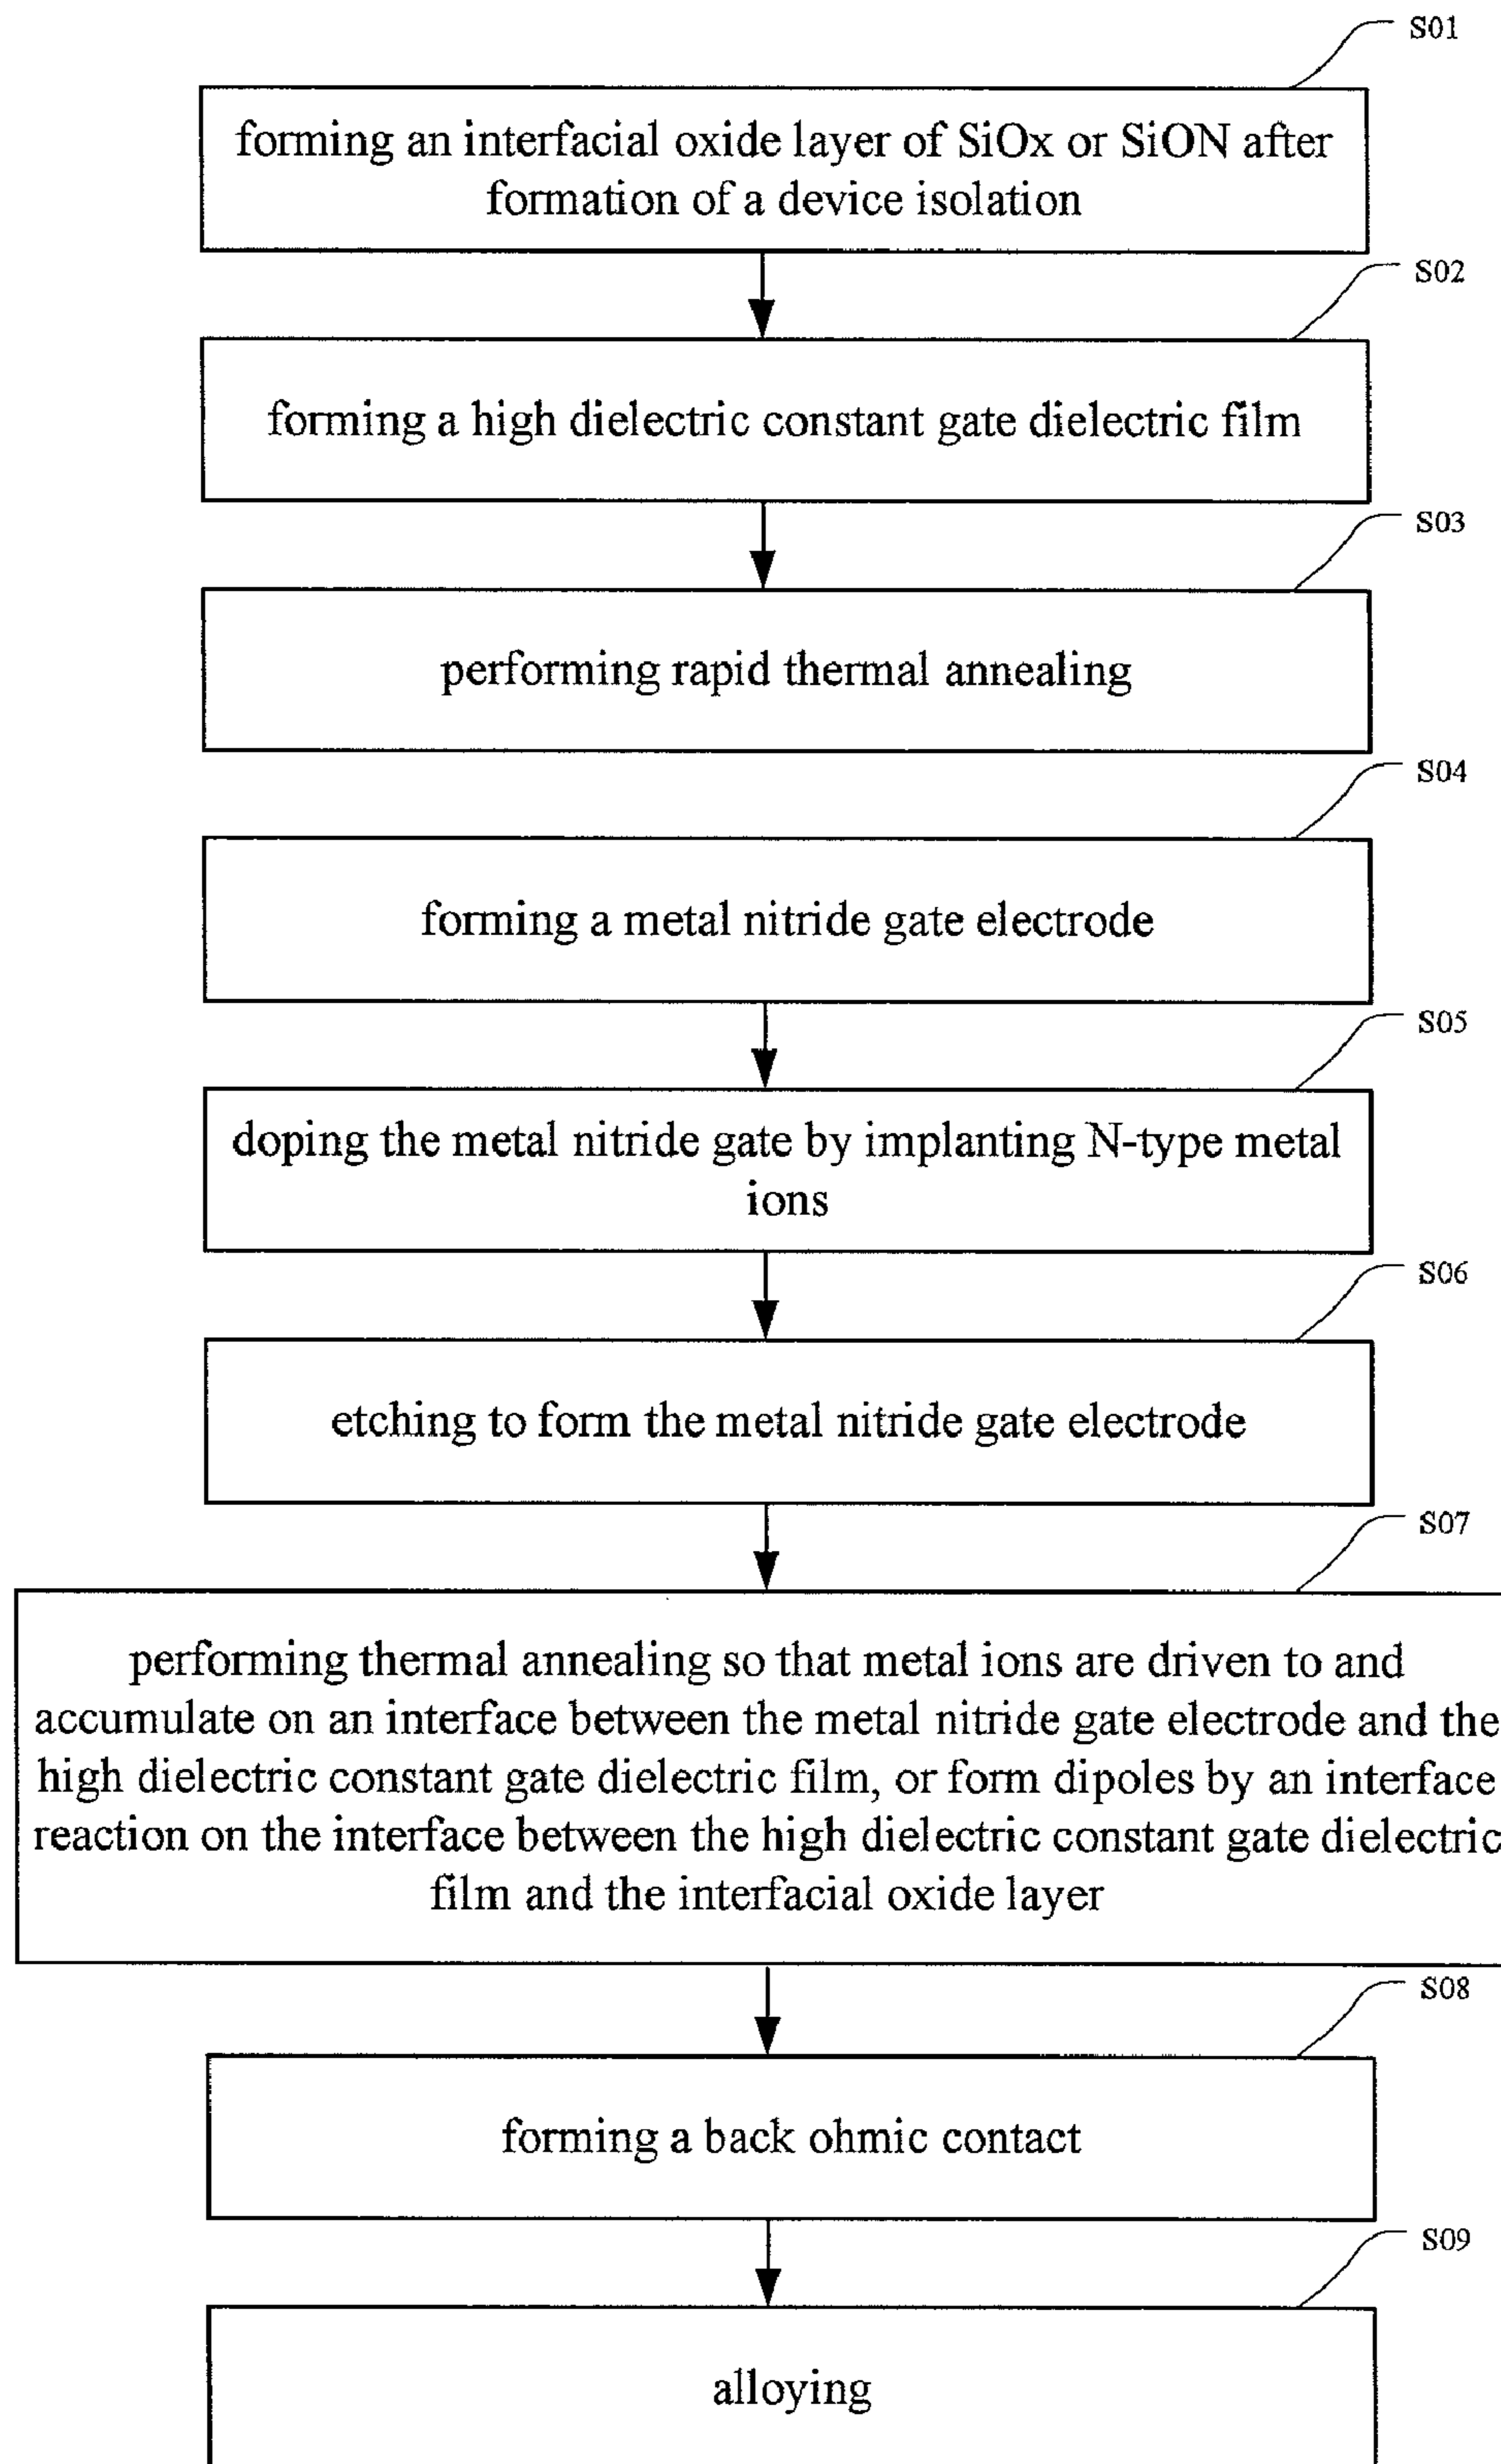 S01
forming an interfacial oxide layer of SiOx or SiON after
formation of a device isolation
S02
forming a high dielectric constant gate dielectric film
S03
performing rapid thermal annealing
S04
forming a metal nitride gate electrode
S05
doping the metal nitride gate by implanting N-type metal
ions
S06
etching to form the metal nitride gate electrode
S07
performing thermal annealing so that metal ions are driven to and
accumulate on an interface between the metal nitride gate electrode and the
high dielectric constant gate dielectric film, or form dipoles by an interface
reaction on the interface between the high dielectric constant gate dielectric
film and the interfacial oxide layer
S08
forming a back ohmic contact
S09
alloying